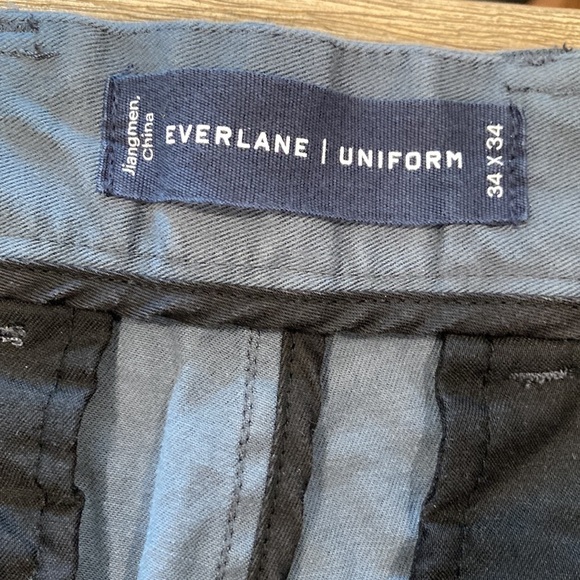 Jiangmen,
China
EVERLANE | UNIFORM
34 X 34